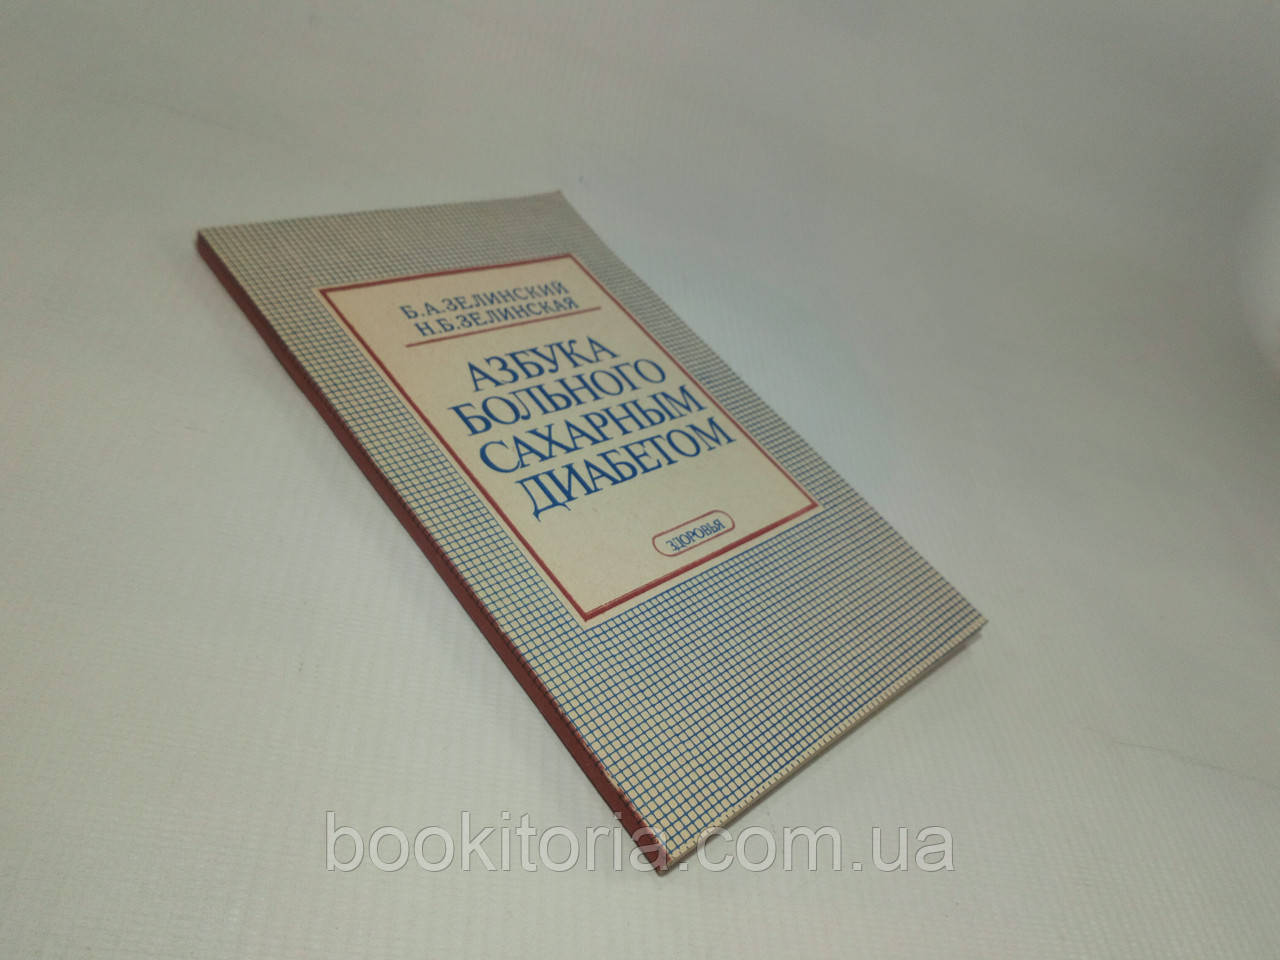 Б.А.ЗЕЛИНСКИЙ
Н.Б.ЗЕЛИНСКАЯ
АЗБУКА
БОЛЬНОГО
САХАРНЫМ
ДИАБЕТОМ
ЗДОРОВЬЯ
bookitoria.com.ua